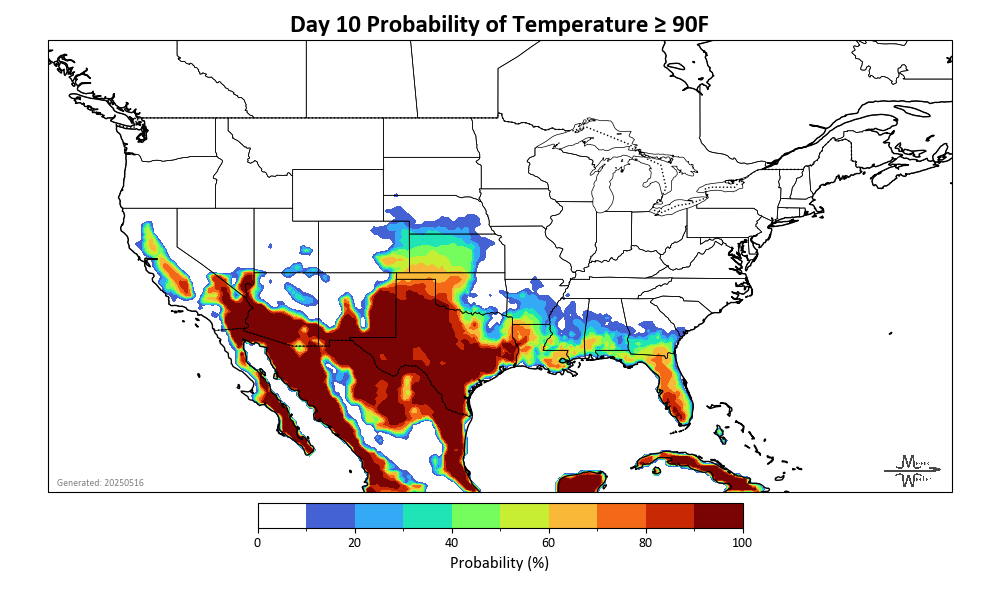 Day 10 Probability of Temperature ≥ 90F
Generated: 20250516
0 20 40 60 80 100
Probability (%)